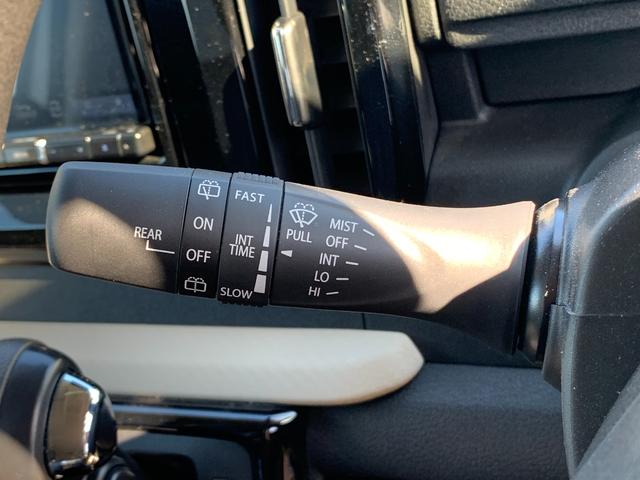 REAR
ON
OFF
FAST
INT
TIME
SLOW
PULL
MIST
OFF
INT
LO
HI